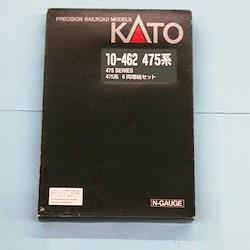 PRECISION RAILROAD MODELS
KATO
10-462 475系
475 SERIES
475系 6両増結セット
N-GAUGE